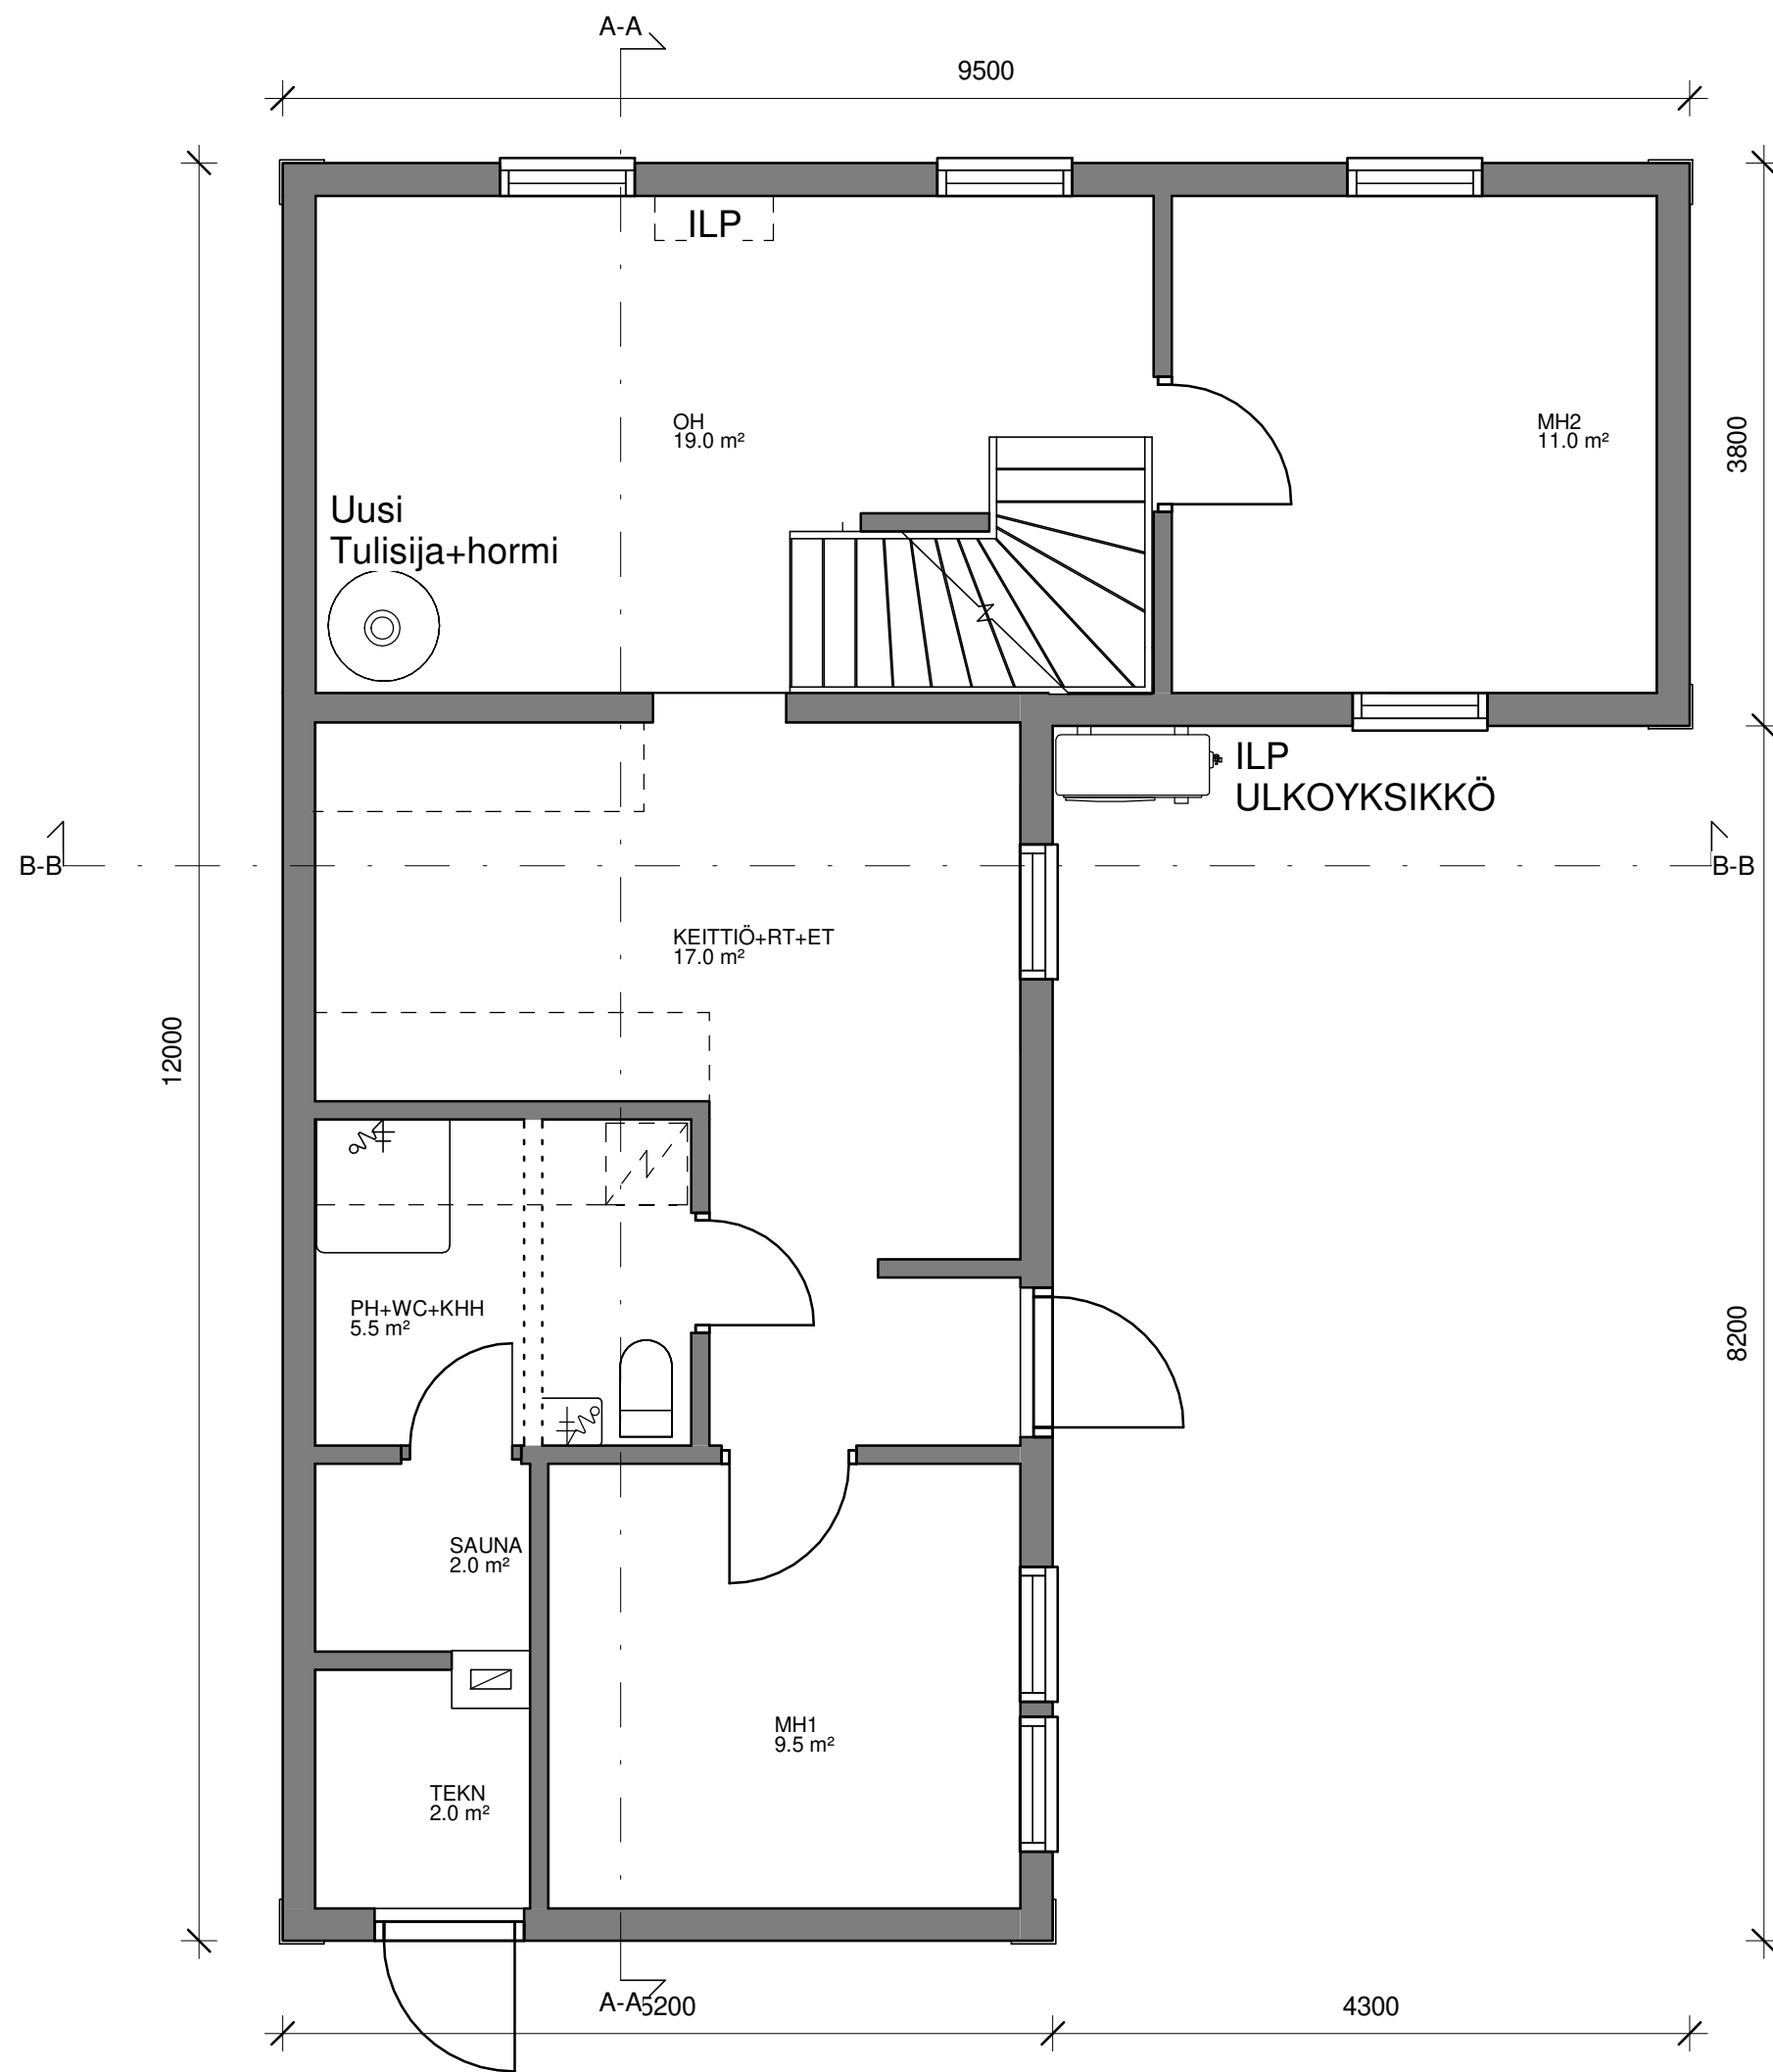 A-A
9500
ILP
OH
19.0 m²
MH2
11.0 m²
3800
Uusi
Tulisija+hormi
ILP
ULKOYKSIKKÖ
B-B
B-B
KEITTIÖ+RT+ET
17.0 m²
12000
PH+WC+KHH
5.5 m²
8200
SAUNA
2.0 m²
MH1
9.5 m²
TEKN
2.0 m²
A-A
5200
4300